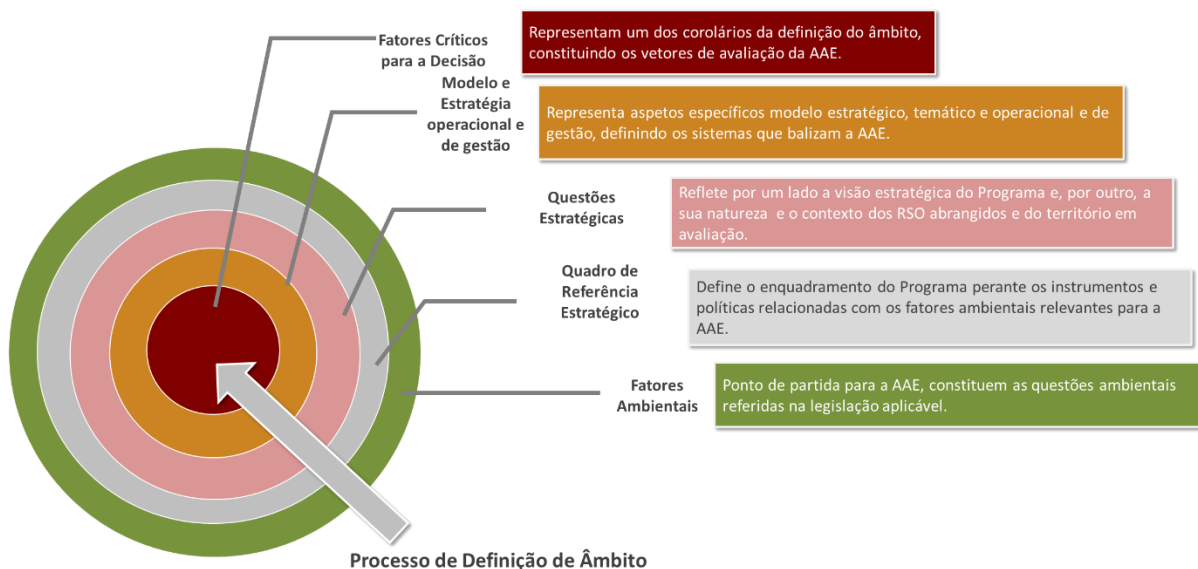 Fatores Críticos
para a Decisão
Representam um dos corolários da definição do âmbito,
constituindo os vetores de avaliação da AAE.
Modelo e
Estratégia
operacional e
de gestão
Representa aspetos específicos modelo estratégico, temático e operacional e de
gestão, definindo os sistemas que balizam a AAE.
Questões
Estratégicas
Reflete por um lado a visão estratégica do Programa e, por outro, a
sua natureza e o contexto dos RSO abrangidos e do território em
avaliação.
Quadro de
Referência
Estratégico
Define o enquadramento do Programa perante os instrumentos e
políticas relacionadas com os fatores ambientais relevantes para a
AAE.
Fatores
Ambientais
Ponto de partida para a AAE, constituem as questões ambientais
referidas na legislação aplicável.
Processo de Definição de Âmbito